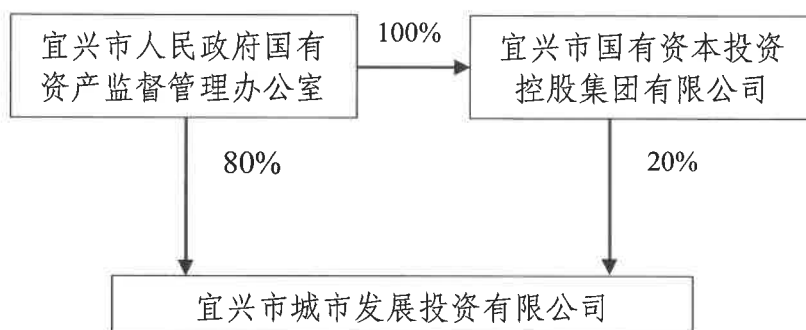 宜兴市人民政府国有
资产监督管理办公室
100%
宜兴市国有资本投资
控股集团有限公司
80%
20%
宜兴市城市发展投资有限公司